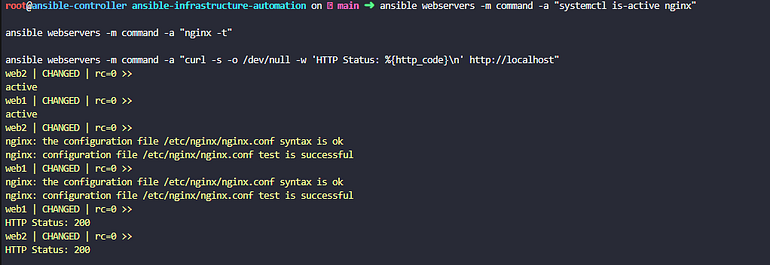 root@ansible-controller ansible-infrastructure-automation on main ➜ ansible webservers -m command -a "systemctl is-active nginx"
ansible webservers -m command -a "nginx -t"
ansible webservers -m command -a "curl -s -o /dev/null -w 'HTTP Status: %{http_code}\n' http://localhost"
web2 | CHANGED | rc=0 >>
active
web1 | CHANGED | rc=0 >>
active
web2 | CHANGED | rc=0 >>
nginx: the configuration file /etc/nginx/nginx.conf syntax is ok
nginx: configuration file /etc/nginx/nginx.conf test is successful
web1 | CHANGED | rc=0 >>
nginx: the configuration file /etc/nginx/nginx.conf syntax is ok
nginx: configuration file /etc/nginx/nginx.conf test is successful
web1 | CHANGED | rc=0 >>
HTTP Status: 200
web2 | CHANGED | rc=0 >>
HTTP Status: 200